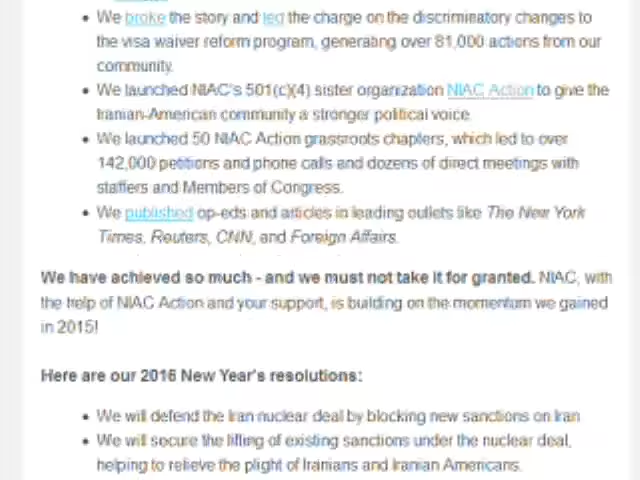 We broke the story and led the charge on the discriminatory changes to
the visa waiver reform program, generating over 81,000 actions from our
community.
We launched NIAC's 501(c)(4) sister organization NIAC Action to give the
Iranian-American community a stronger political voice.
We launched 50 NIAC Action grassroots chapters, which led to over
142,000 petitions and phone calls and dozens of direct meetings with
staffers and Members of Congress.
We published op-eds and articles in leading outlets like The New York
Times, Reuters, CNN, and Foreign Affairs.
We have achieved so much - and we must not take it for granted. NIAC, with
the help of NIAC Action and your support, is building on the momentum we gained
in 2015!
Here are our 2016 New Year's resolutions:
We will defend the Iran nuclear deal by blocking new sanctions on Iran
We will secure the lifting of existing sanctions under the nuclear deal,
helping to relieve the plight of Iranians and Iranian Americans.